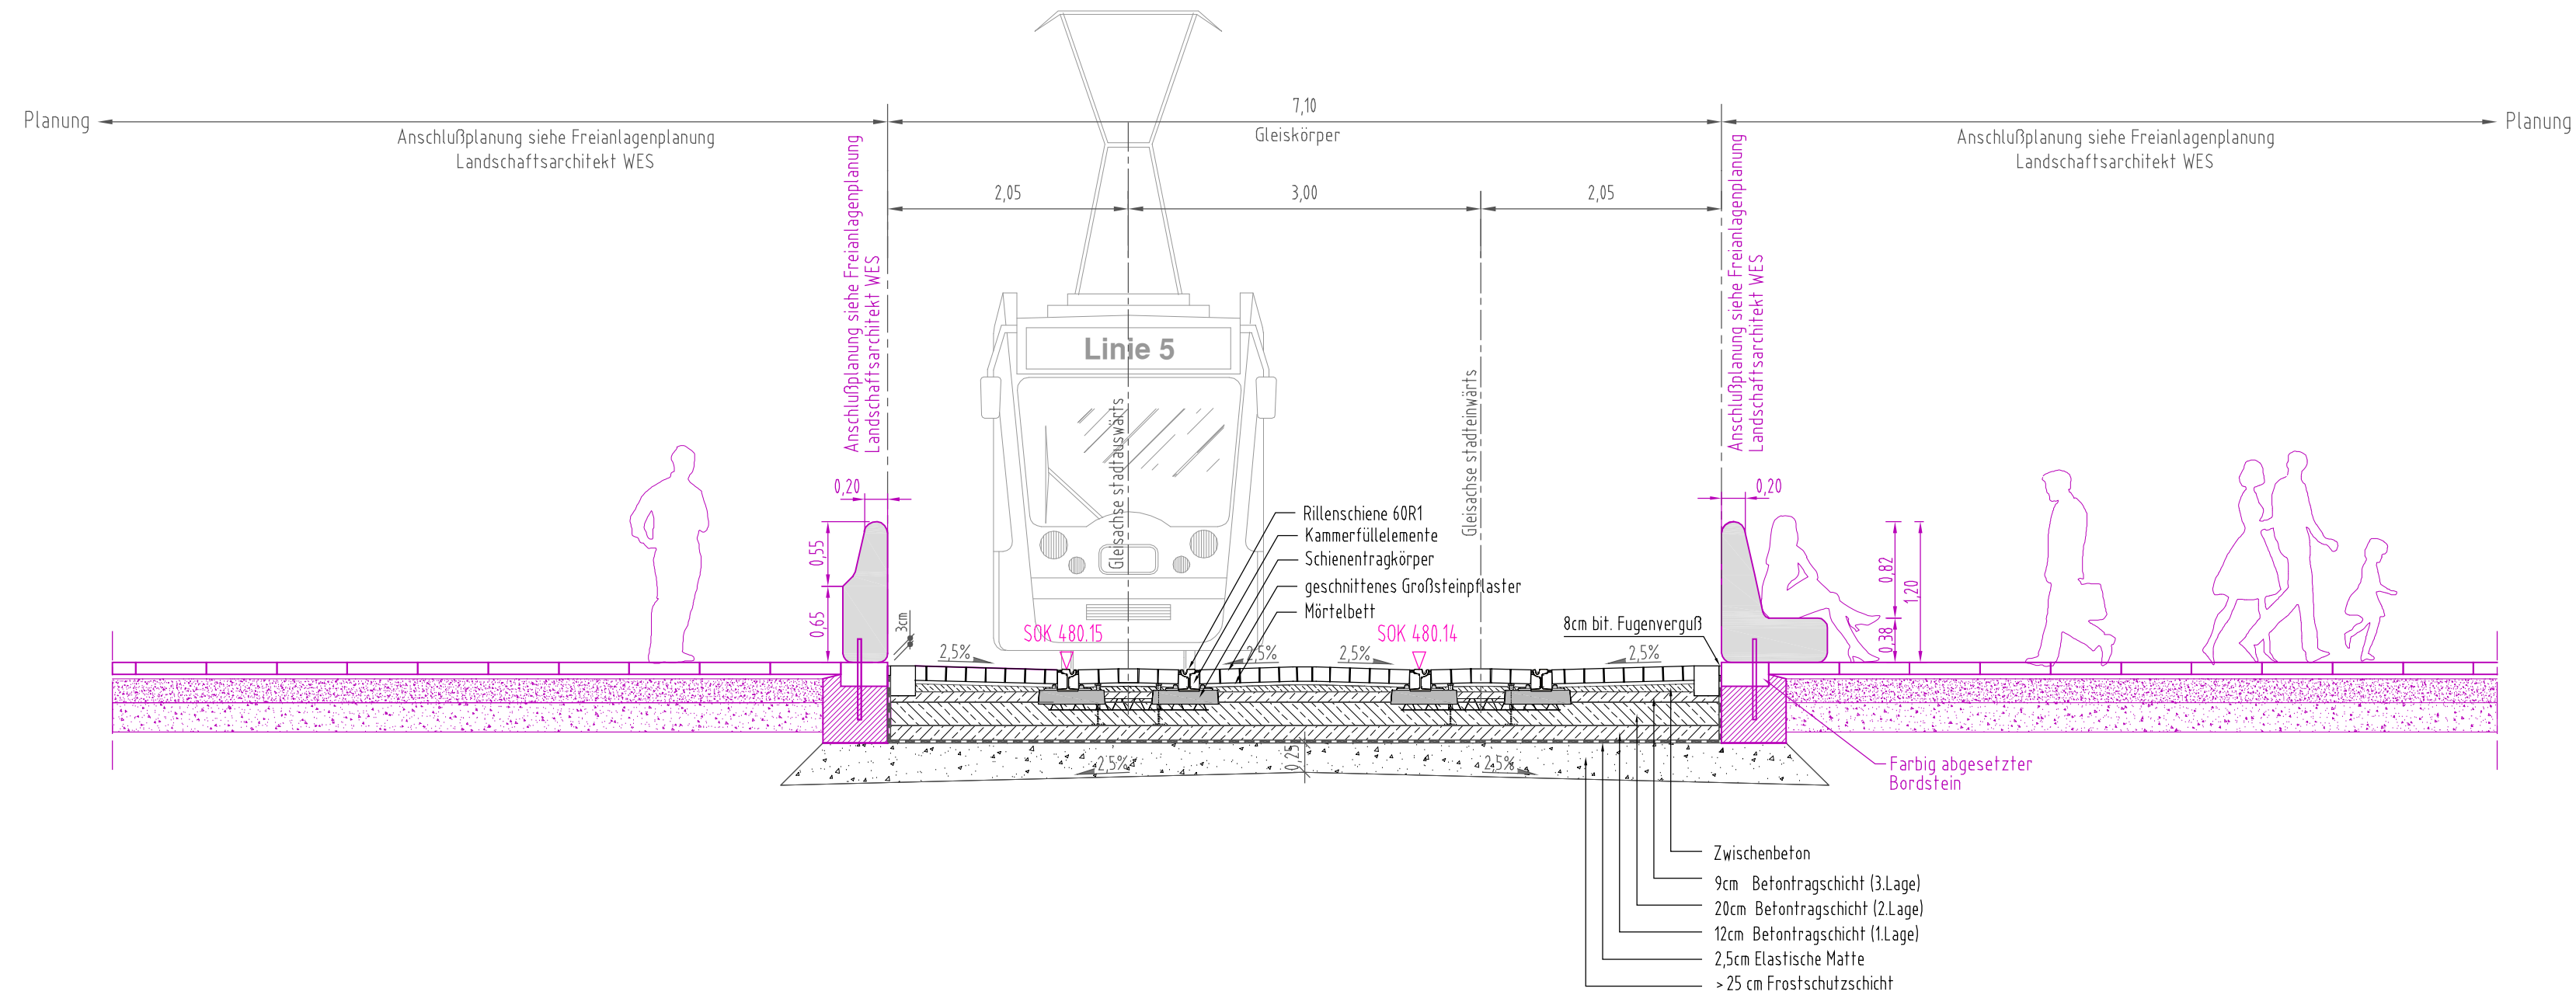 7,10
Planung
Anschlußplanung siehe Freianlagenplanung
Landschaftsarchitekt WES
Gleiskörper
Anschlußplanung siehe Freianlagenplanung
Landschaftsarchitekt WES
Planung
2,05
3,00
2,05
Anschlußplanung siehe Freianlagenplanung
Landschaftsarchitekt WES
Anschlußplanung siehe Freianlagenplanung
Landschaftsarchitekt WES
Linie 5
Gleisachse stadtauswärts
Gleisachse stadteinwärts
0,20
0,20
Rillenschiene 60R1
Kammerfüllelemente
Schienentragkörper
geschnittenes Großsteinpflaster
Mörtelbett
0,55
0,65
0,82
1,20
0,38
3cm
SOK 480.15
SOK 480.14
8cm bit. Fugenverguß
2,5%
2,5%
2,5%
2,5%
2,5%
0,25
2,5%
Farbig abgesetzter
Bordstein
Zwischenbeton
9cm Betontragschicht (3.Lage)
20cm Betontragschicht (2.Lage)
12cm Betontragschicht (1.Lage)
2,5cm Elastische Matte
> 25 cm Frostschutzschicht